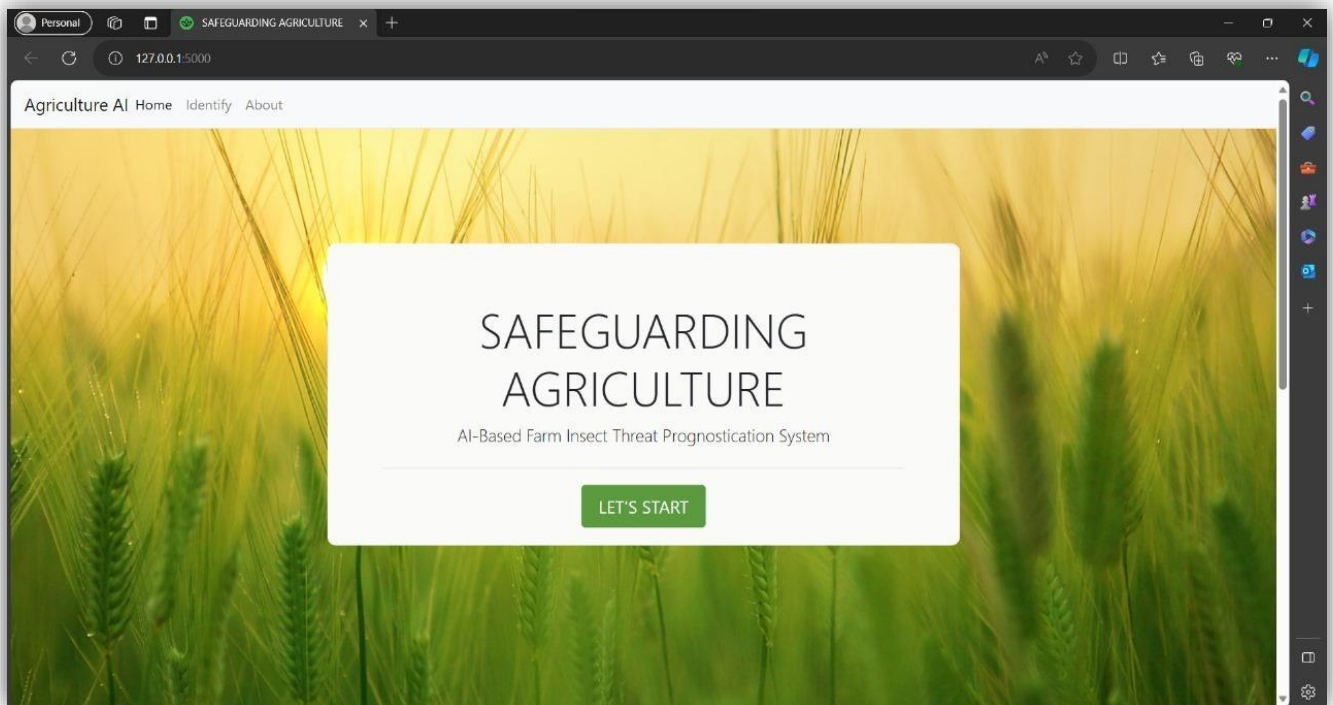 Personal
SAFEGUARDING AGRICULTURE
127.0.0.1:5000
Agriculture AI Home Identify About
SAFEGUARDING
AGRICULTURE
AI-Based Farm Insect Threat Prognostication System
LET'S START